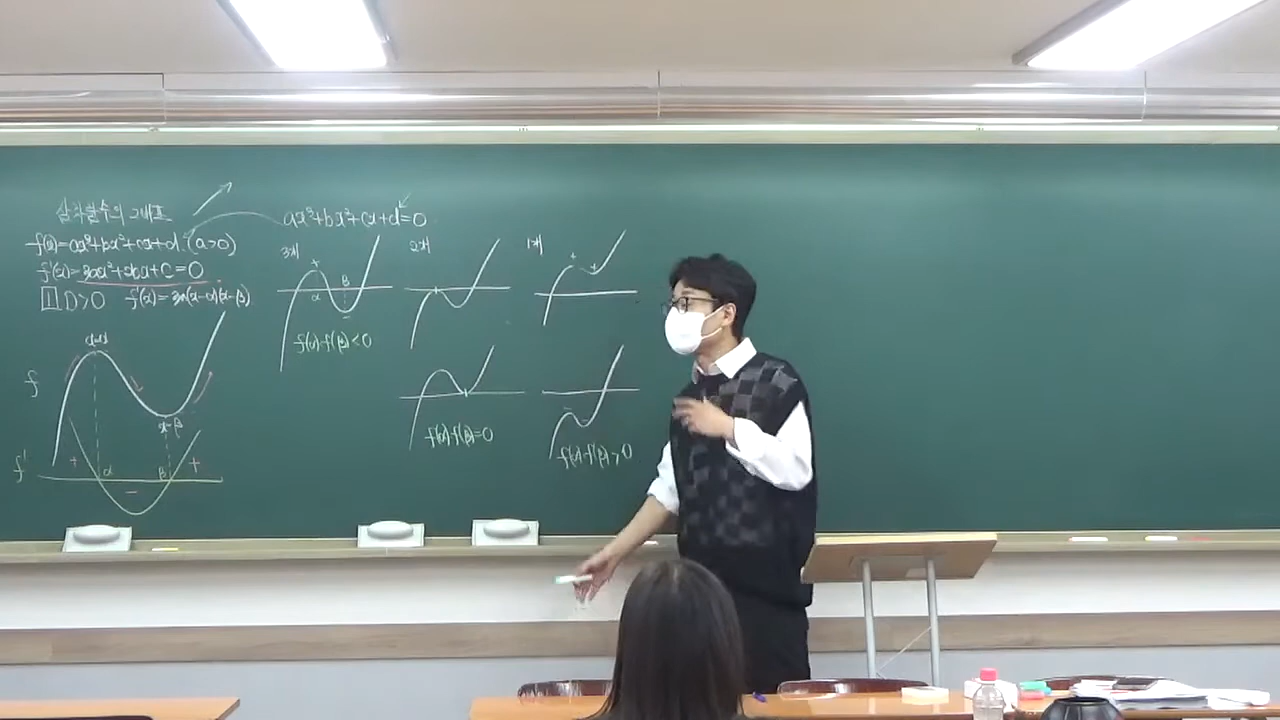 삼차함수의 그래프
f(x)=ax³+bx²+cx+d (a>0)
f'(x)=3ax²+2bx+c=0
1 D>0 f'(x)=3a(x-α)(x-β)
x=α
x=β
f
f'
+ α - β +
ax³+bx²+cx+d=0
3개
2개
1개
+
α
β
-
f(α)·f(β)<0
f(α)·f(β)=0
+ +
-
f(α)·f(β)>0